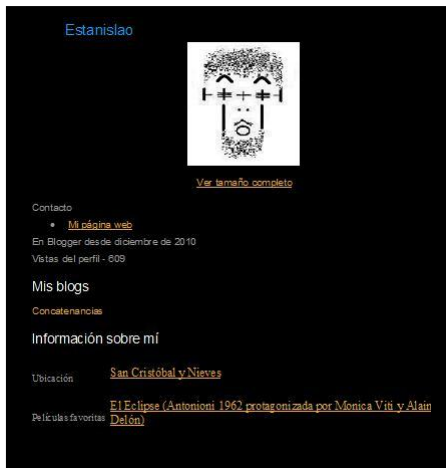 Estanislao
Ver tamaño completo
Contacto
Mi página web
En Blogger desde diciembre de 2010
Vistas del perfil - 609
Mis blogs
Concatenancias
Información sobre mí
Ubicación San Cristóbal y Nieves
Películas favoritas El Eclipse (Antonioni 1962 protagonizada por Monica Viti y Alain
Delón)